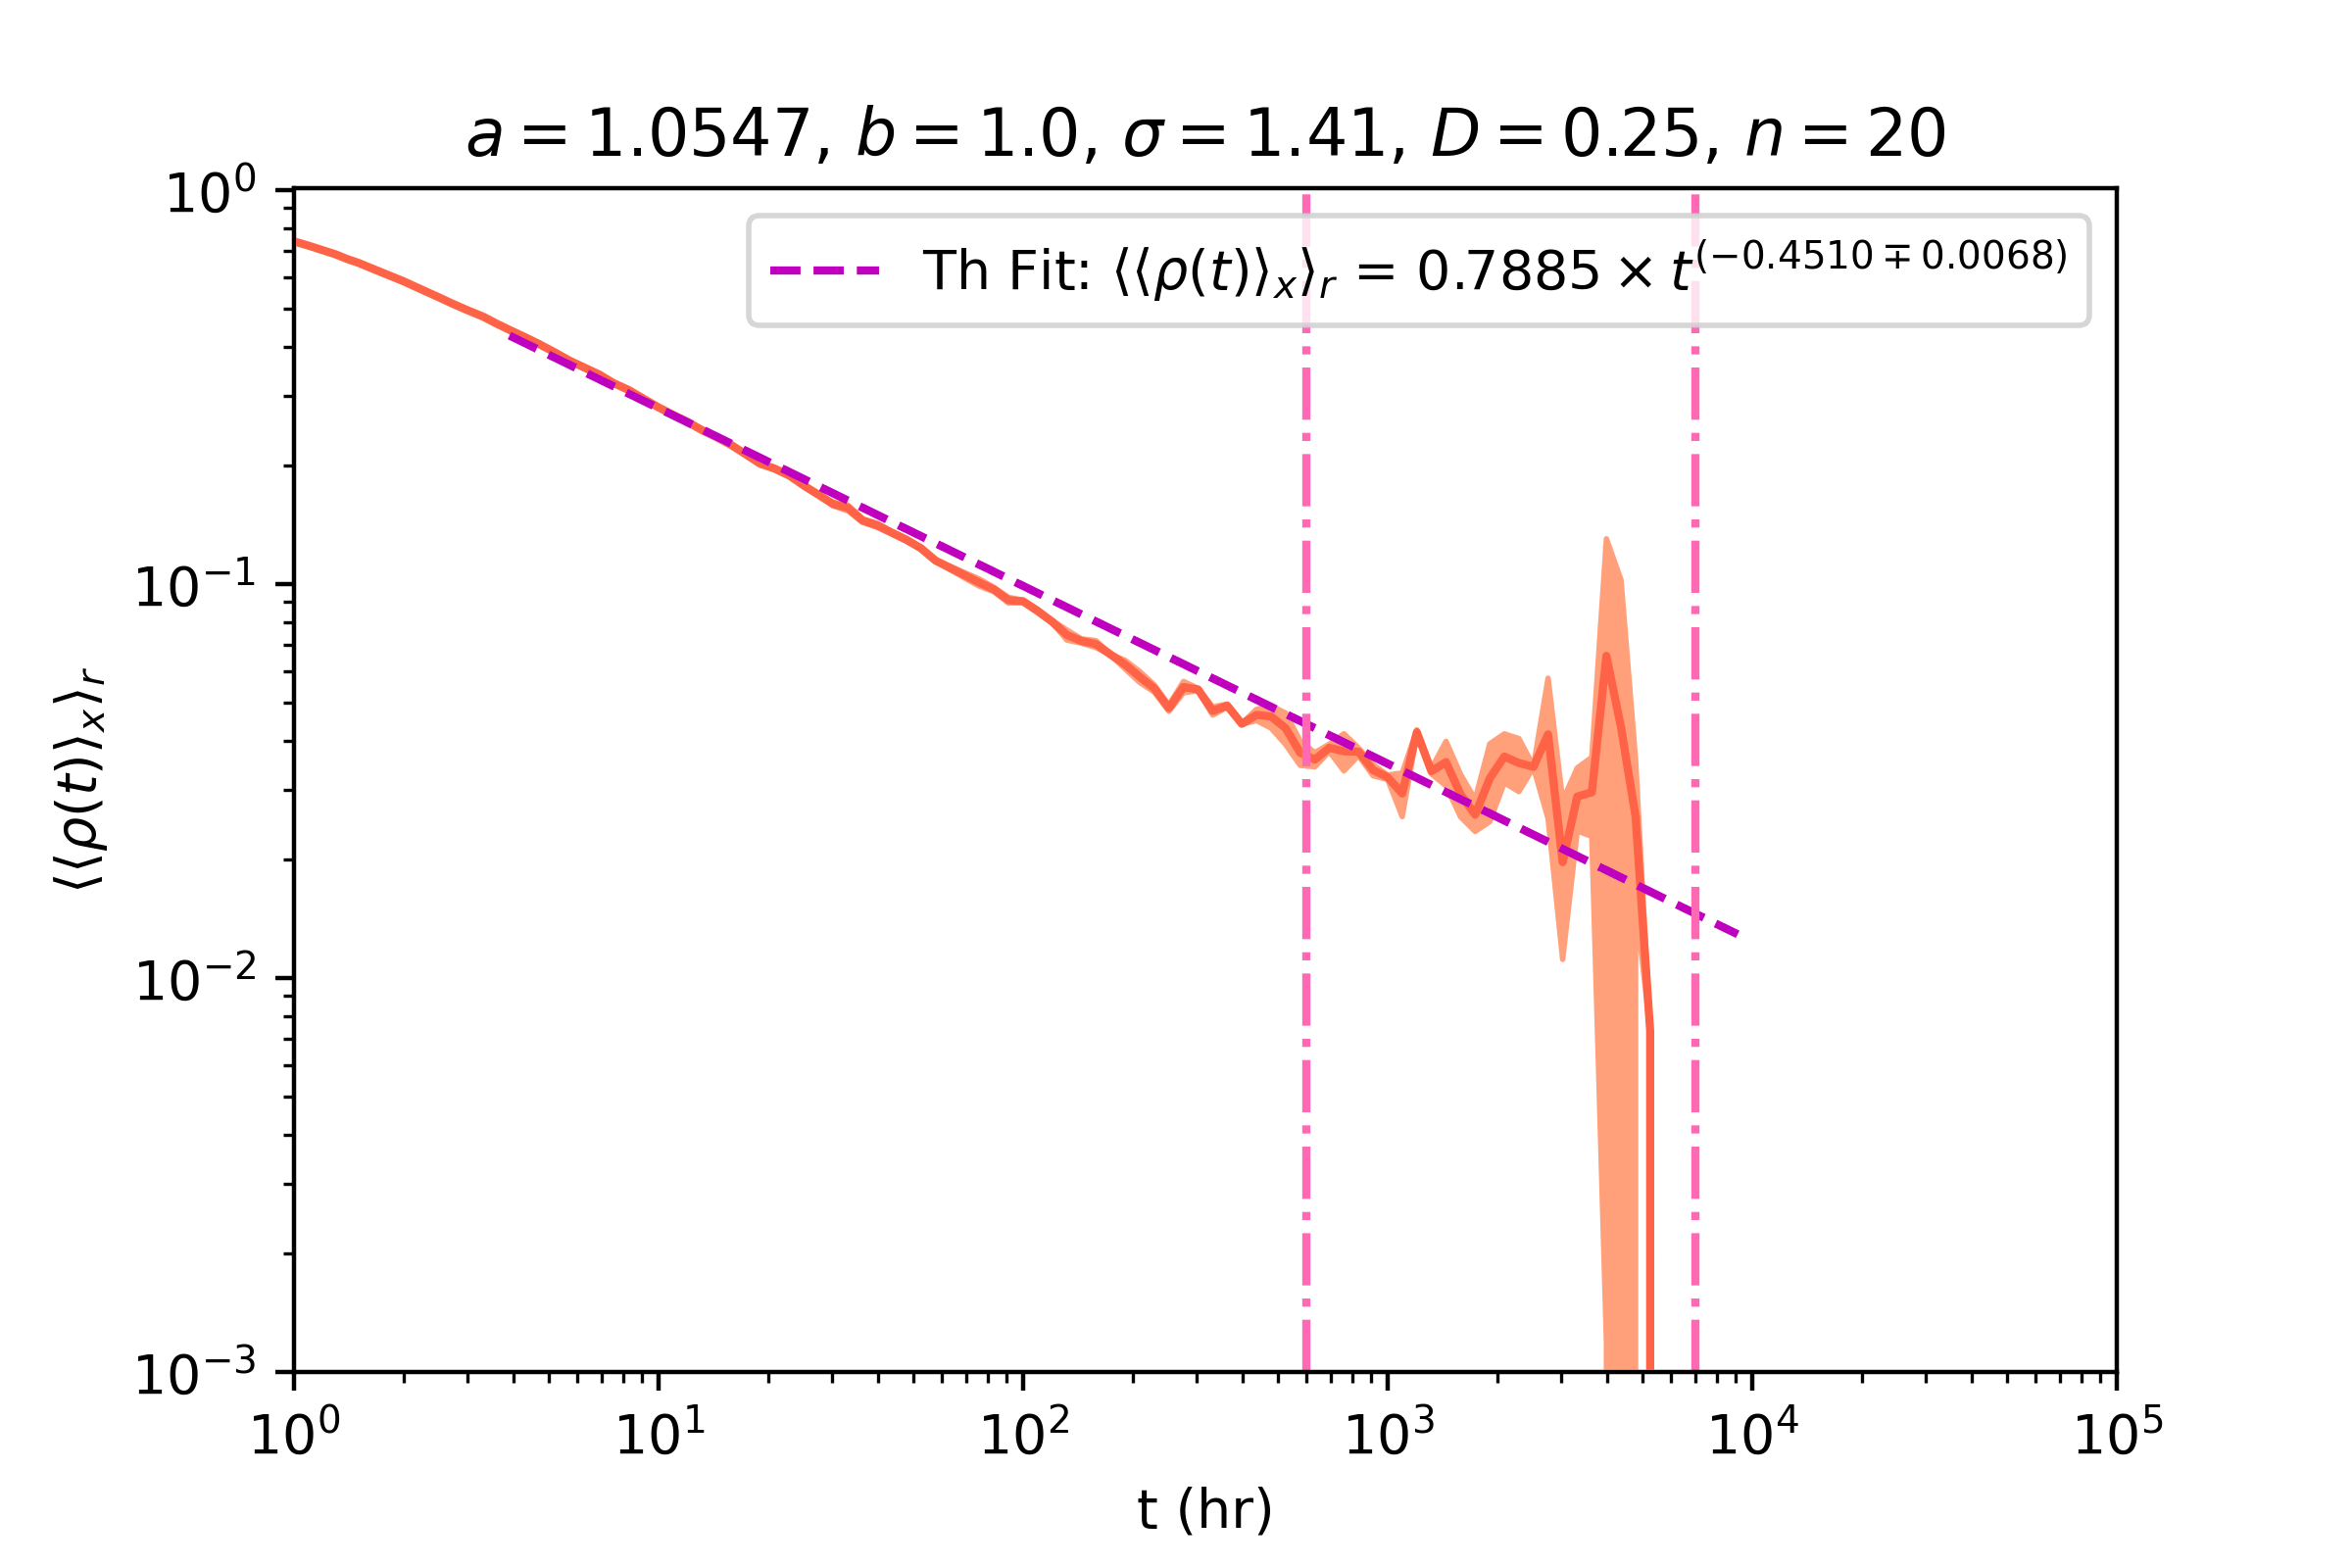 a = 1.0547, b = 1.0, σ = 1.41, D = 0.25, n = 20
Th Fit: ⟨⟨ρ(t)⟩ₓ⟩ᵣ = 0.7885 × t^(−0.4510 ∓ 0.0068)
10⁰
10⁻¹
10⁻²
10⁻³
⟨⟨ρ(t)⟩ₓ⟩ᵣ
10⁰ 10¹ 10² 10³ 10⁴ 10⁵
t (hr)